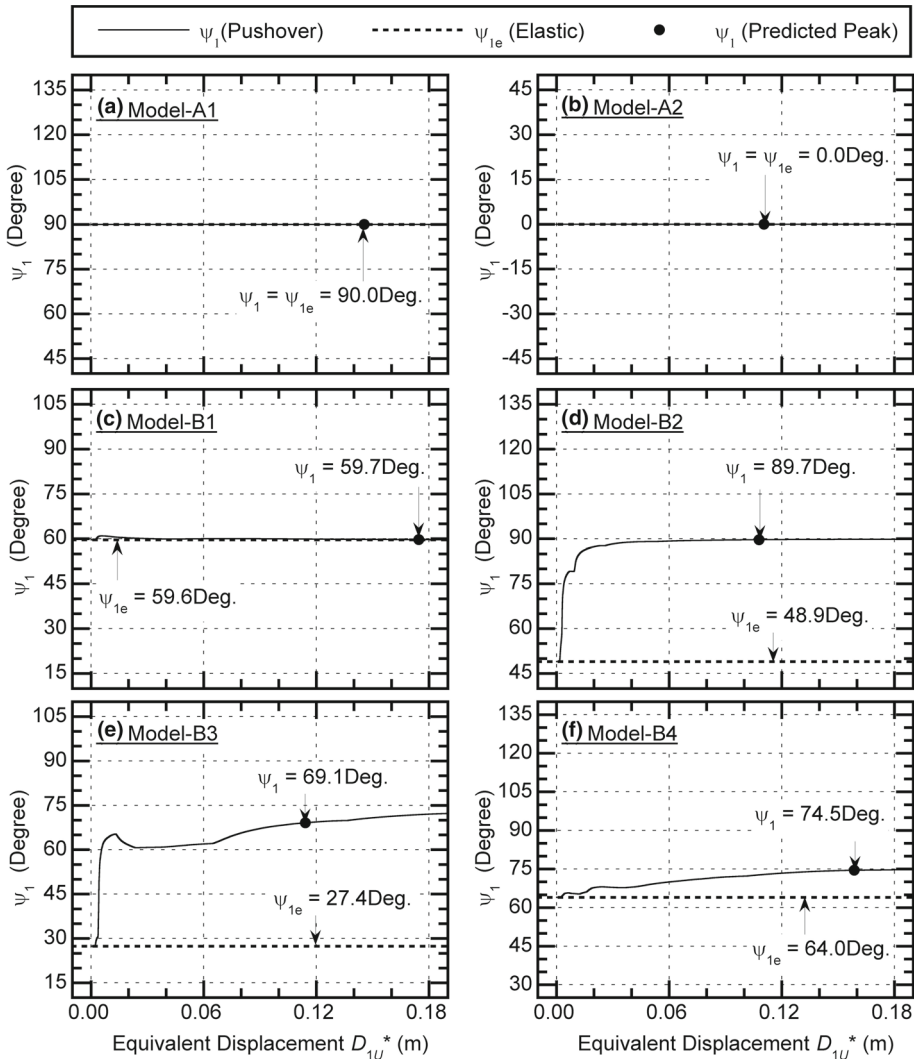 ψ1(Pushover) ψ1e (Elastic) ψ1 (Predicted Peak)
(a) Model-A1
135
120
105
90
75
60
45
ψ1 (Degree)
ψ1 = ψ1e = 90.0Deg.
(b) Model-A2
45
30
15
0
-15
-30
-45
ψ1 (Degree)
ψ1 = ψ1e = 0.0Deg.
(c) Model-B1
105
90
75
60
45
30
15
ψ1 (Degree)
ψ1 = 59.7Deg.
ψ1e = 59.6Deg.
(d) Model-B2
135
120
105
90
75
60
45
ψ1 (Degree)
ψ1 = 89.7Deg.
ψ1e = 48.9Deg.
(e) Model-B3
105
90
75
60
45
30
15
ψ1 (Degree)
ψ1 = 69.1Deg.
ψ1e = 27.4Deg.
0.00 0.06 0.12 0.18
Equivalent Displacement D1U* (m)
(f) Model-B4
135
120
105
90
75
60
45
30
ψ1 (Degree)
ψ1 = 74.5Deg.
ψ1e = 64.0Deg.
0.00 0.06 0.12 0.18
Equivalent Displacement D1U* (m)